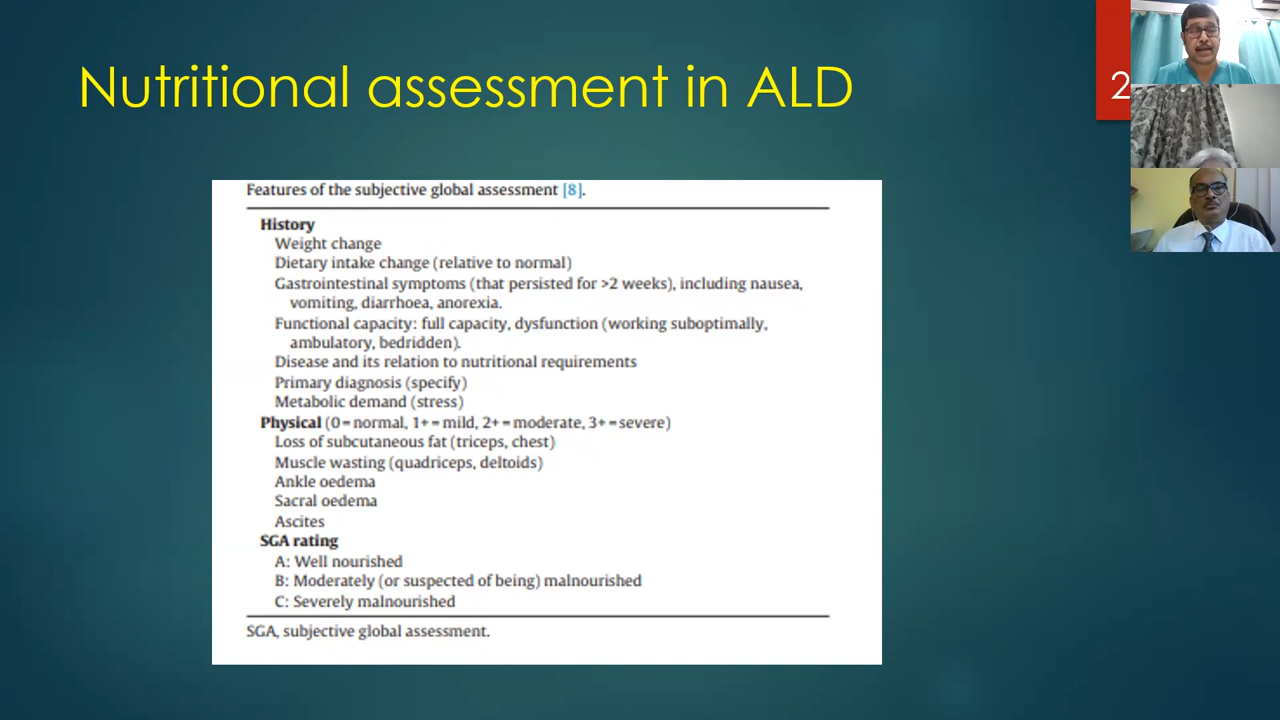 Nutritional assessment in ALD
2
Features of the subjective global assessment [8].
History
Weight change
Dietary intake change (relative to normal)
Gastrointestinal symptoms (that persisted for >2 weeks), including nausea,
vomiting, diarrhoea, anorexia.
Functional capacity: full capacity, dysfunction (working suboptimally,
ambulatory, bedridden).
Disease and its relation to nutritional requirements
Primary diagnosis (specify)
Metabolic demand (stress)
Physical (0 = normal, 1+ = mild, 2+ = moderate, 3+ = severe)
Loss of subcutaneous fat (triceps, chest)
Muscle wasting (quadriceps, deltoids)
Ankle oedema
Sacral oedema
Ascites
SGA rating
A: Well nourished
B: Moderately (or suspected of being) malnourished
C: Severely malnourished
SGA, subjective global assessment.